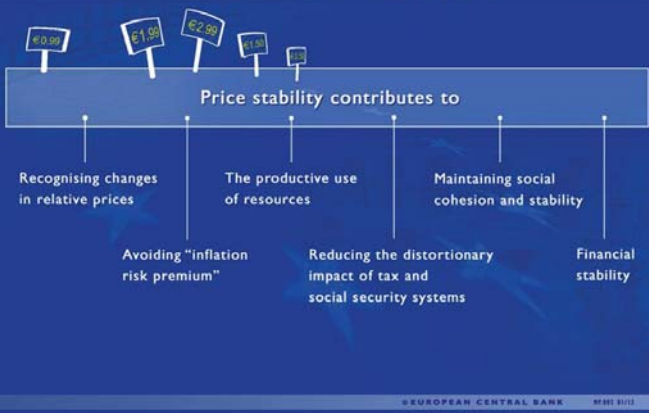 €0.99
€1.99
€2.99
€1.50
Price stability contributes to
Recognising changes
in relative prices
The productive use
of resources
Maintaining social
cohesion and stability
Avoiding “inflation
risk premium”
Reducing the distortionary
impact of tax and
social security systems
Financial
stability
©EUROPEAN CENTRAL BANK